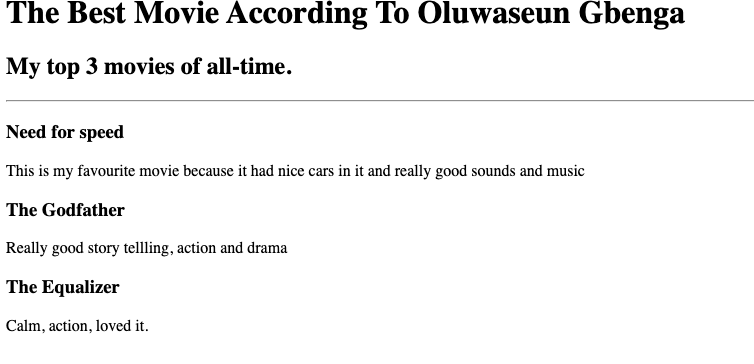 The Best Movie According To Oluwaseun Gbenga
My top 3 movies of all-time.
Need for speed
This is my favourite movie because it had nice cars in it and really good sounds and music
The Godfather
Really good story tellling, action and drama
The Equalizer
Calm, action, loved it.